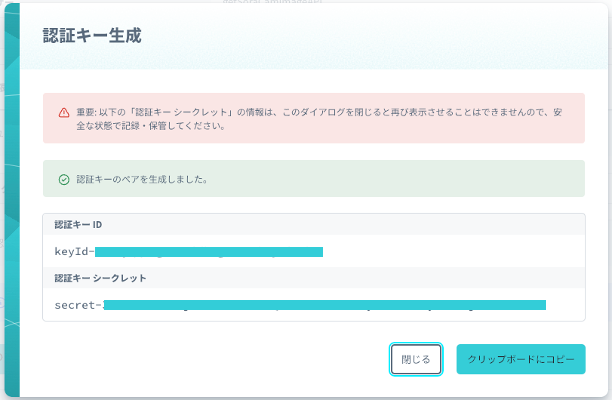 認証キー生成
重要: 以下の「認証キー シークレット」の情報は、このダイアログを閉じると再び表示させることはできませんので、安
全な状態で記録・保管してください。
認証キーのペアを生成しました。
認証キー ID
keyId-
認証キー シークレット
secret-
閉じる
クリップボードにコピー